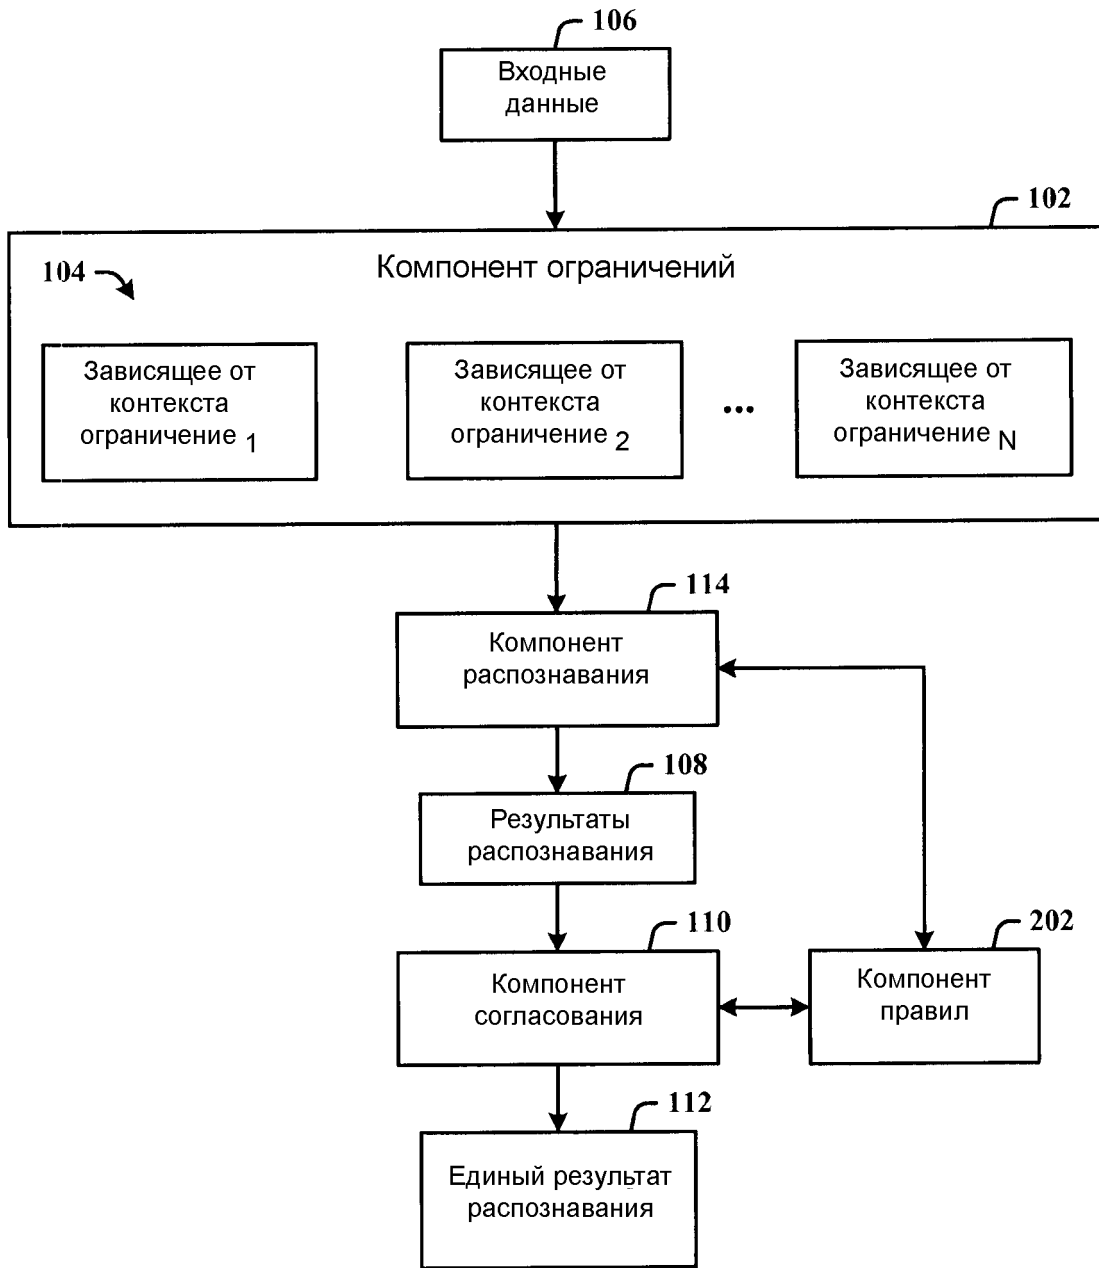 106
Входные
данные
102
Компонент ограничений
104
Зависящее от
контекста
ограничение 1
Зависящее от
контекста
ограничение 2
...
Зависящее от
контекста
ограничение N
114
Компонент
распознавания
108
Результаты
распознавания
110
Компонент
согласования
202
Компонент
правил
112
Единый результат
распознавания